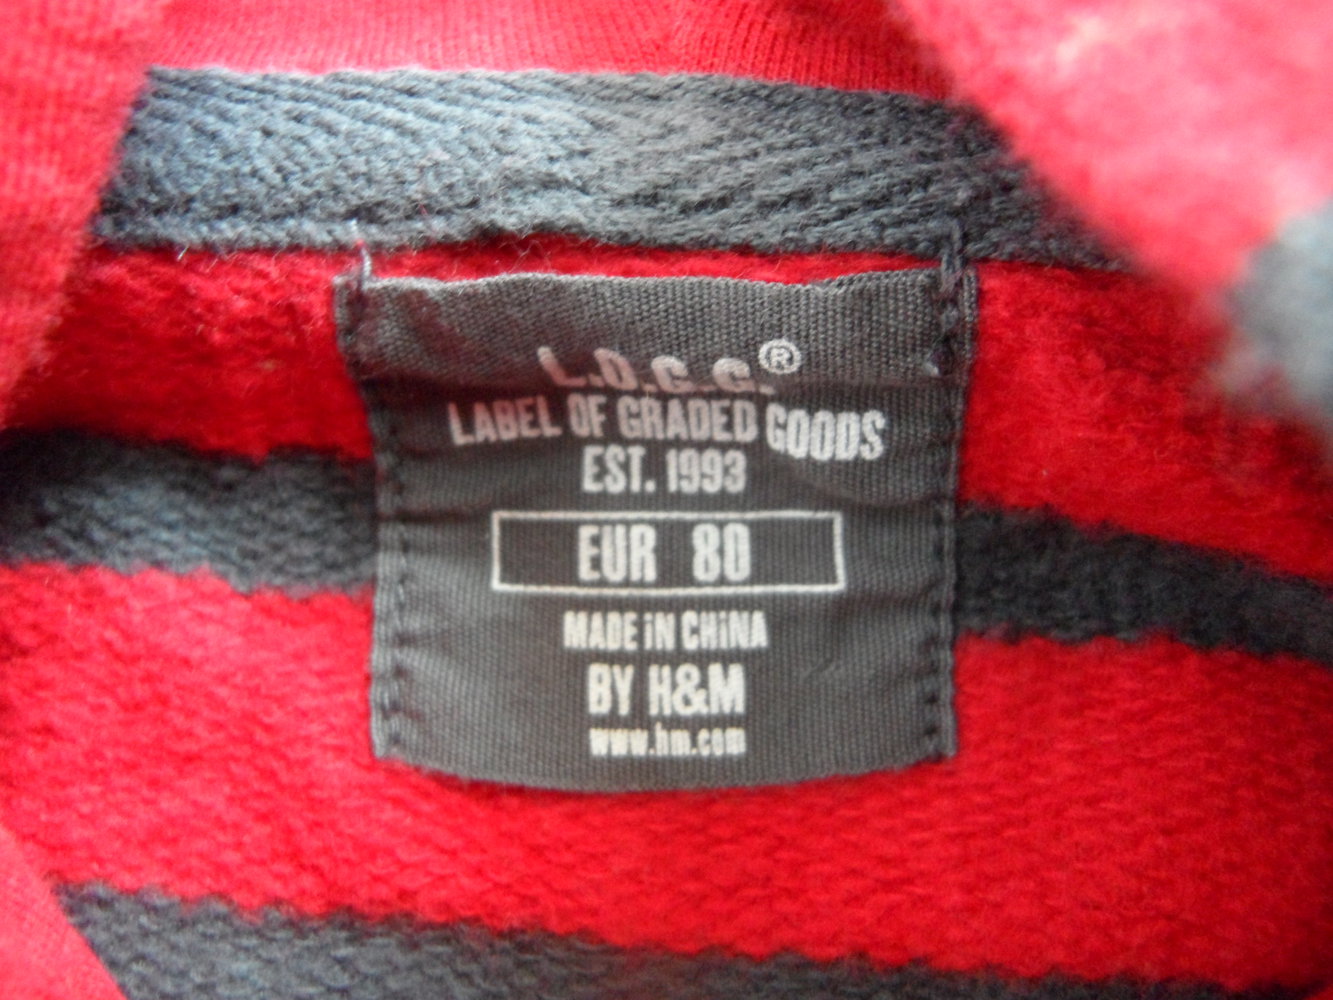 L.O.G.G.®
LABEL OF GRADED GOODS
EST. 1993
EUR 80
MADE iN CHiNA
BY H&M
www.hm.com